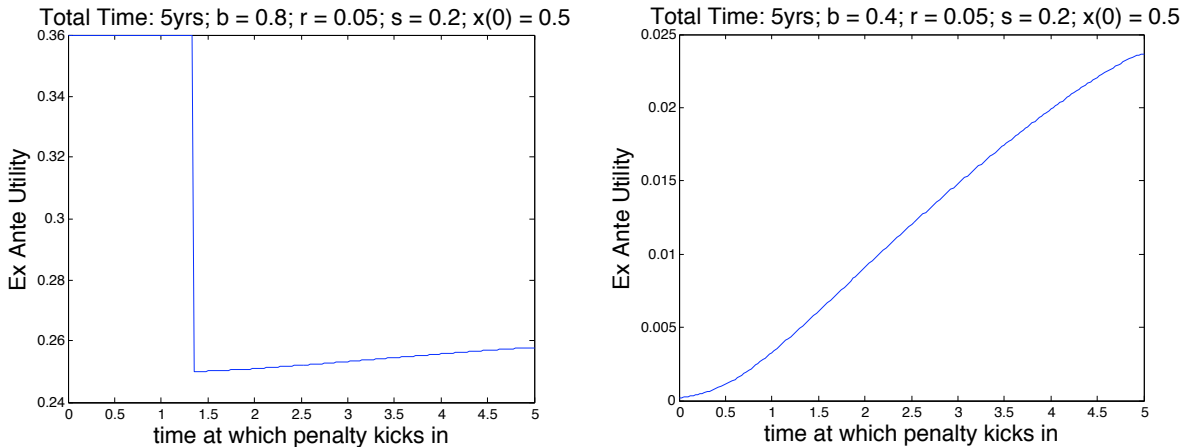 Total Time: 5yrs; b = 0.8; r = 0.05; s = 0.2; x(0) = 0.5
0.36
0.34
0.32
0.3
0.28
0.26
0.24
Ex Ante Utility
0 0.5 1 1.5 2 2.5 3 3.5 4 4.5 5
time at which penalty kicks in
Total Time: 5yrs; b = 0.4; r = 0.05; s = 0.2; x(0) = 0.5
0.025
0.02
0.015
0.01
0.005
0
Ex Ante Utility
0 0.5 1 1.5 2 2.5 3 3.5 4 4.5 5
time at which penalty kicks in